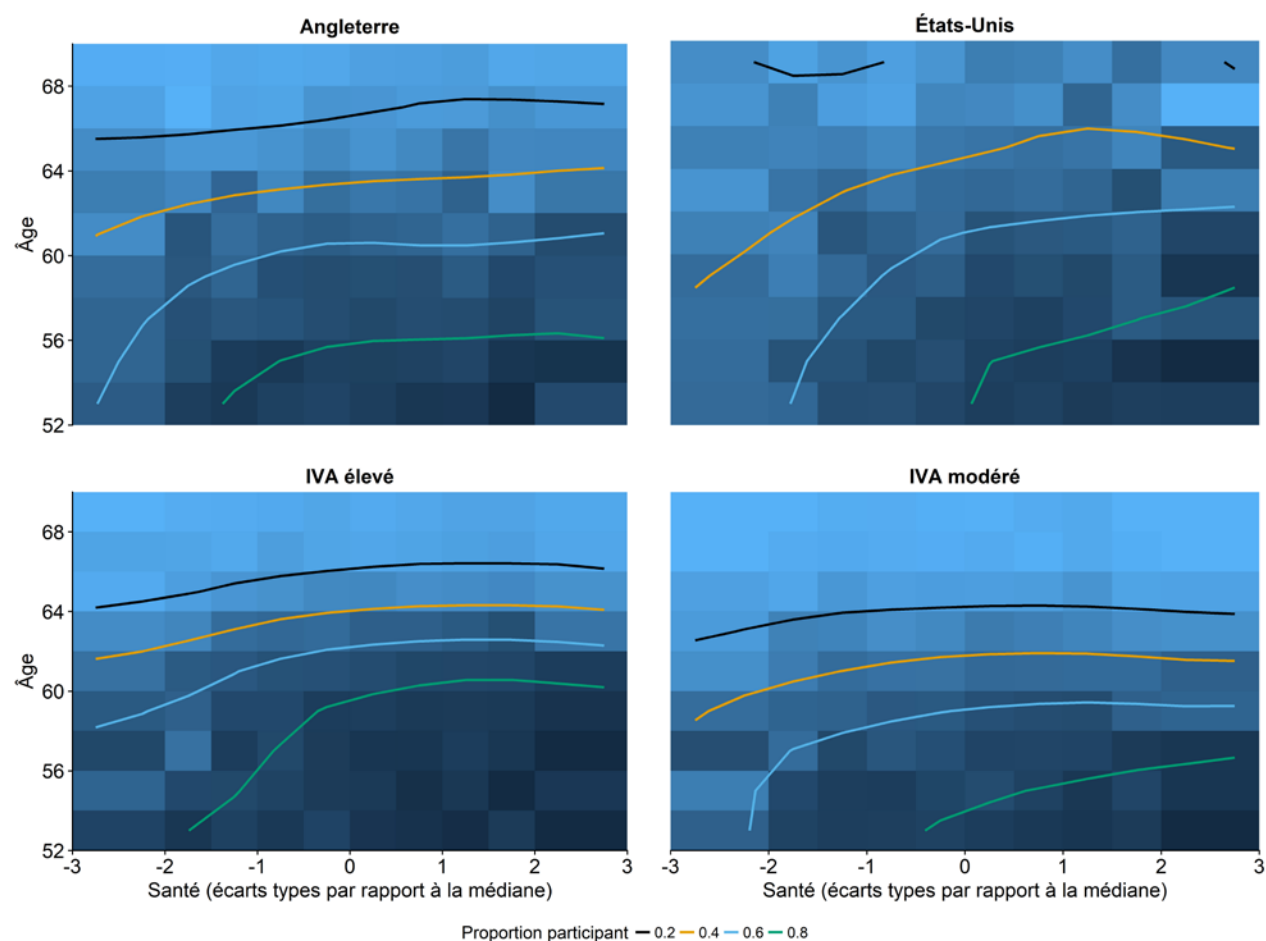 Angleterre
États-Unis
68
64
60
56
52
Âge
IVA élevé
IVA modéré
68
64
60
56
52
Âge
-3 -2 -1 0 1 2 3
-3 -2 -1 0 1 2 3
Santé (écarts types par rapport à la médiane)
Santé (écarts types par rapport à la médiane)
Proportion participant 0.2 0.4 0.6 0.8